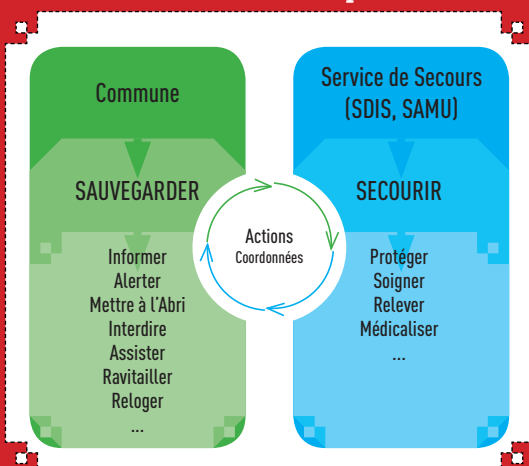 Commune
SAUVEGARDER
Informer
Alerter
Mettre à l'Abri
Interdire
Assister
Ravitailler
Reloger
...
Actions
Coordonnées
Service de Secours
(SDIS, SAMU)
SECOURIR
Protéger
Soigner
Relever
Médicaliser
...